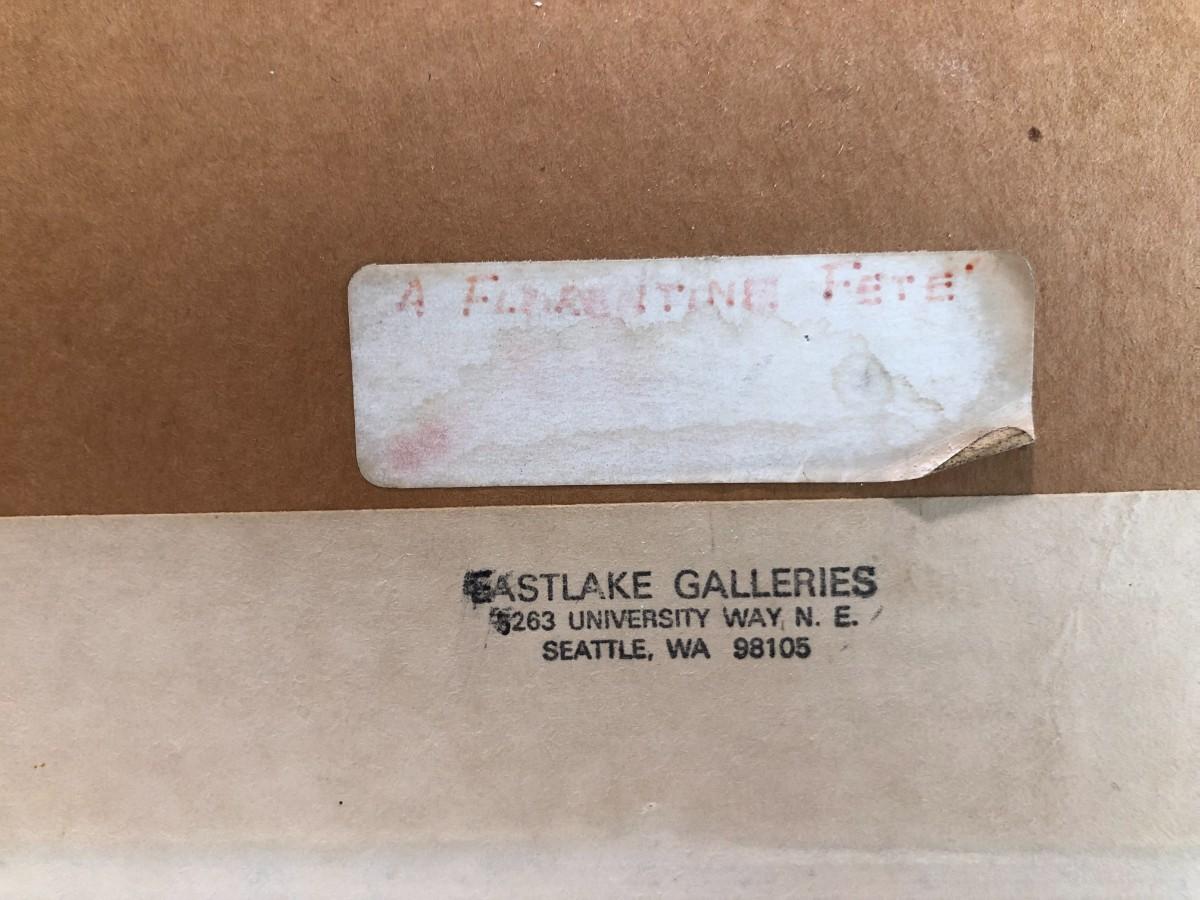 A FLORENTINE FETE'
EASTLAKE GALLERIES
5263 UNIVERSITY WAY, N. E.
SEATTLE, WA 98105